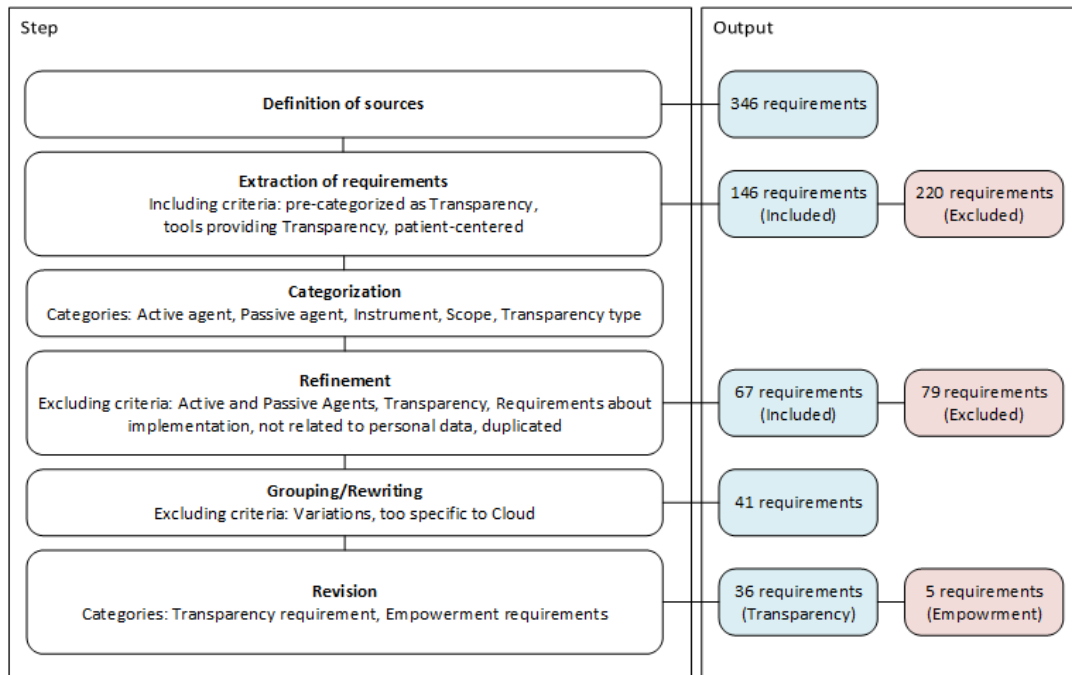 Step
Output
Definition of sources
346 requirements
Extraction of requirements
Including criteria: pre-categorized as Transparency,
tools providing Transparency, patient-centered
146 requirements
(Included)
220 requirements
(Excluded)
Categorization
Categories: Active agent, Passive agent, Instrument, Scope, Transparency type
Refinement
Excluding criteria: Active and Passive Agents, Transparency, Requirements about
implementation, not related to personal data, duplicated
67 requirements
(Included)
79 requirements
(Excluded)
Grouping/Rewriting
Excluding criteria: Variations, too specific to Cloud
41 requirements
Revision
Categories: Transparency requirement, Empowerment requirements
36 requirements
(Transparency)
5 requirements
(Empowrment)